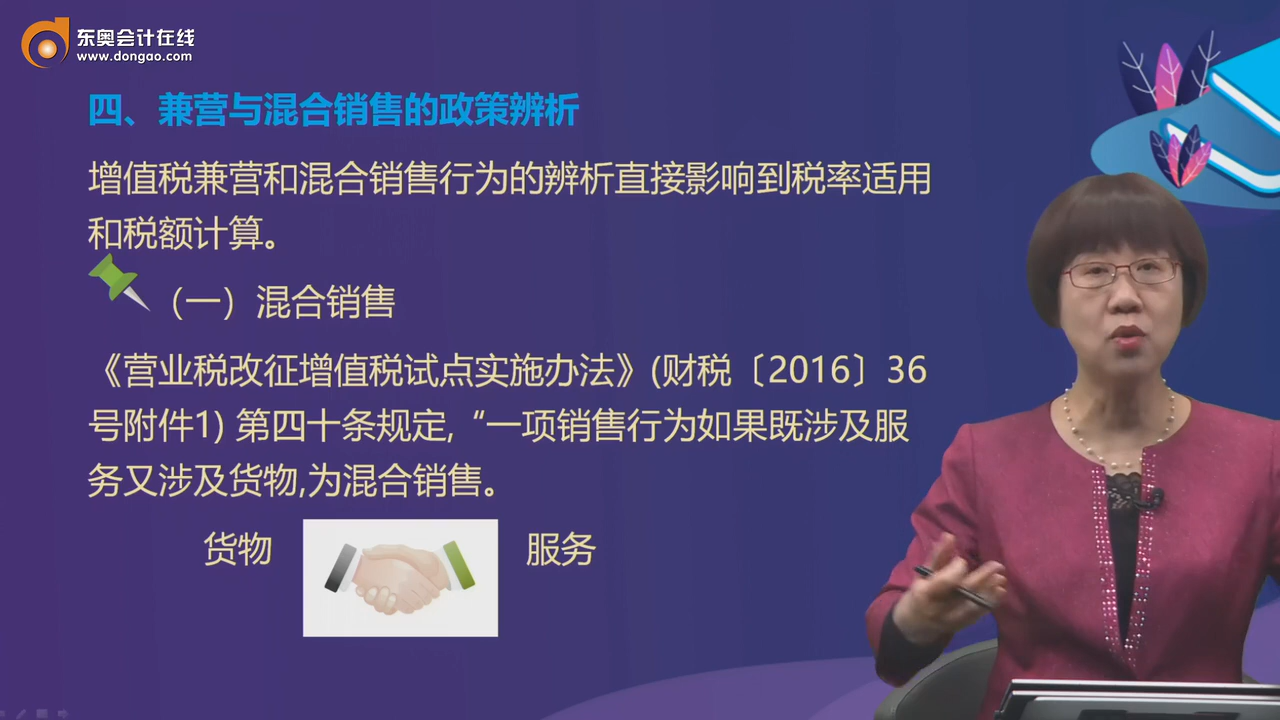 东奥会计在线
www.dongao.com
四、兼营与混合销售的政策辨析
增值税兼营和混合销售行为的辨析直接影响到税率适用
和税额计算。
（一）混合销售
《营业税改征增值税试点实施办法》(财税〔2016〕36
号附件1) 第四十条规定,“一项销售行为如果既涉及服
务又涉及货物,为混合销售。
货物 服务